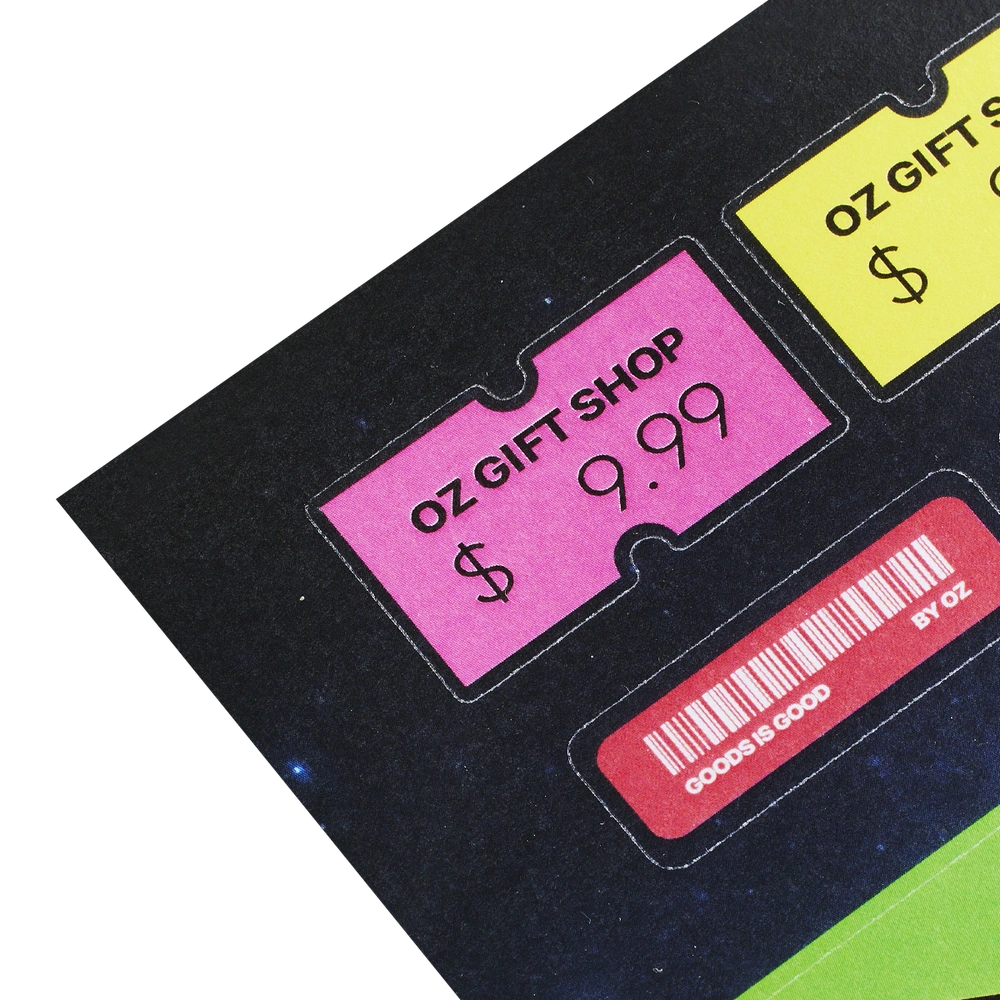 OZ GIFT SHOP
$ 9.99
OZ GIFT
$
GOODS IS GOOD
BY OZ